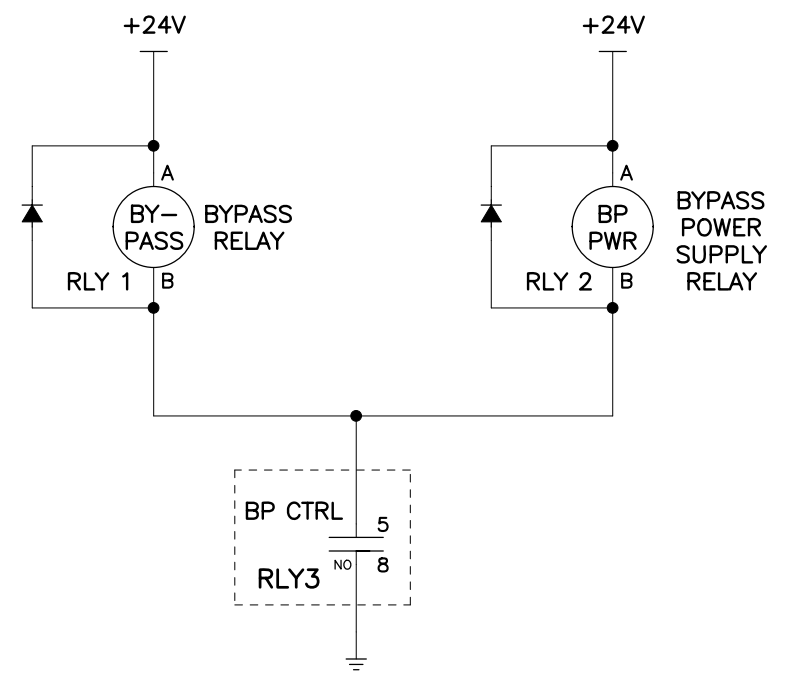 +24V
+24V
A
BY-
PASS
BYPASS
RELAY
RLY 1
B
A
BP
PWR
BYPASS
POWER
SUPPLY
RELAY
RLY 2
B
BP CTRL
5
NO
8
RLY3